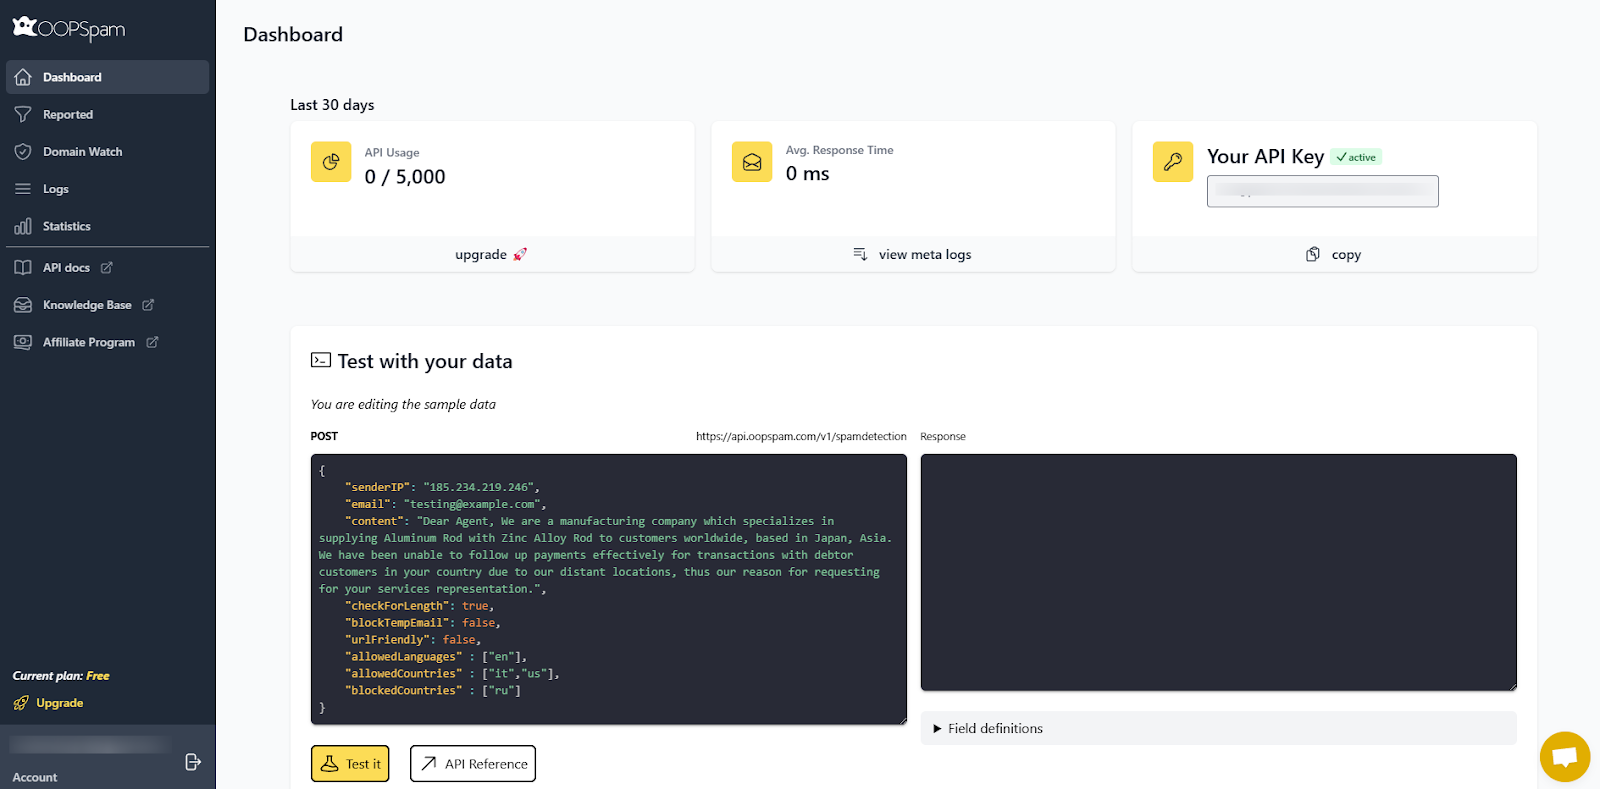 OOPSpam
Dashboard
Reported
Domain Watch
Logs
Statistics
API docs
Knowledge Base
Affiliate Program
Current plan: Free
Upgrade
Account
Dashboard
Last 30 days
API Usage
0 / 5,000
upgrade 🚀
Avg. Response Time
0 ms
view meta logs
Your API Key ✓ active
copy
Test with your data
You are editing the sample data
POST https://api.oopspam.com/v1/spamdetection
{
"senderIP": "185.234.219.246",
"email": "testing@example.com",
"content": "Dear Agent, We are a manufacturing company which specializes in
supplying Aluminum Rod with Zinc Alloy Rod to customers worldwide, based in Japan, Asia.
We have been unable to follow up payments effectively for transactions with debtor
customers in your country due to our distant locations, thus our reason for requesting
for your services representation.",
"checkForLength": true,
"blockTempEmail": false,
"urlFriendly": false,
"allowedLanguages" : ["en"],
"allowedCountries" : ["it","us"],
"blockedCountries" : ["ru"]
}
Test it
API Reference
Response
Field definitions